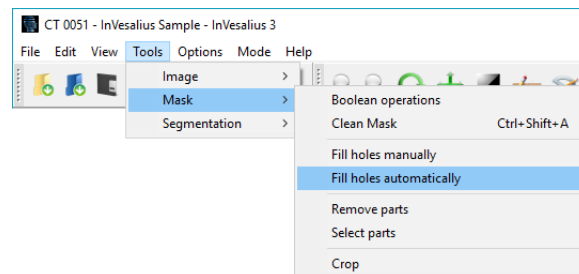 CT 0051 - InVesalius Sample - InVesalius 3
File Edit View Tools Options Mode Help
Image
Mask
Segmentation
Boolean operations
Clean Mask Ctrl+Shift+A
Fill holes manually
Fill holes automatically
Remove parts
Select parts
Crop